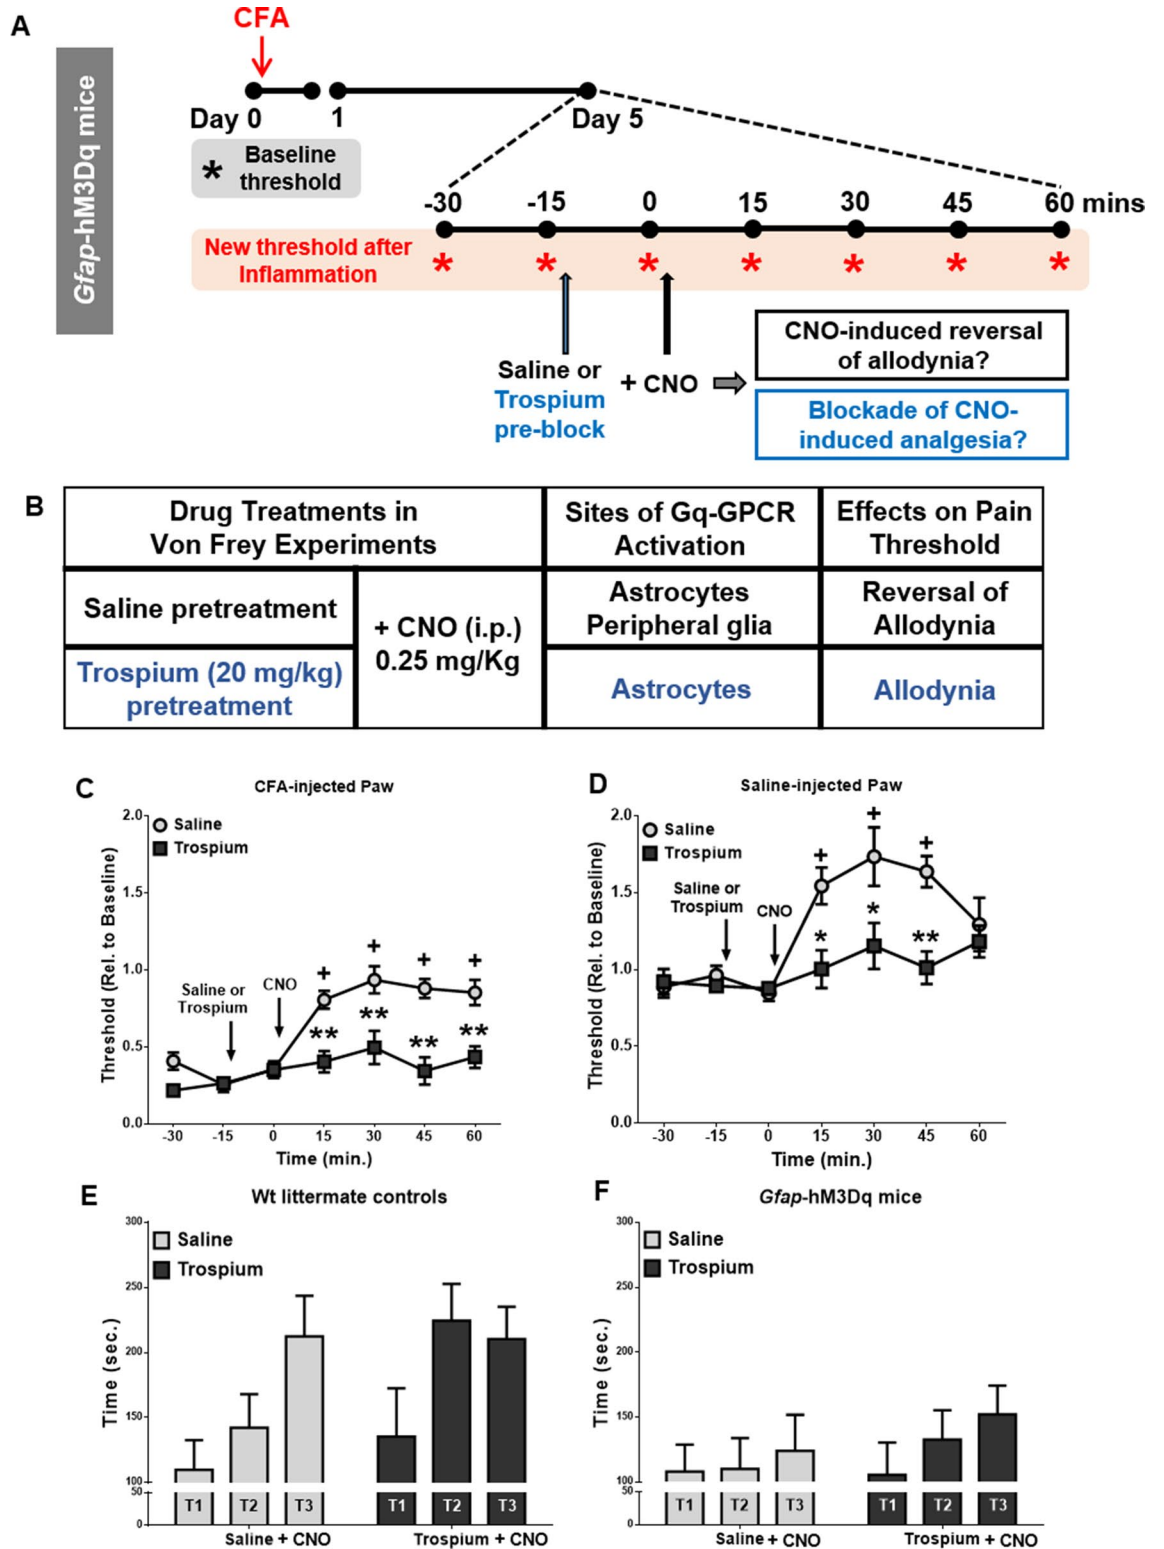 A
CFA
Gfap-hM3Dq mice
Day 0
1
Day 5
* Baseline
threshold
-30 -15 0 15 30 45 60 mins
New threshold after
Inflammation
* * * * * * *
Saline or
Trospium
pre-block
+ CNO
CNO-induced reversal
of allodynia?
Blockade of CNO-
induced analgesia?
B
Drug Treatments in
Von Frey Experiments
Sites of Gq-GPCR
Activation
Effects on Pain
Threshold
Saline pretreatment
+ CNO (i.p.)
0.25 mg/Kg
Astrocytes
Peripheral glia
Reversal of
Allodynia
Trospium (20 mg/kg)
pretreatment
Astrocytes
Allodynia
C
CFA-injected Paw
Saline
Trospium
Threshold (Rel. to Baseline)
2.0
1.5
1.0
0.5
0.0
Saline or
Trospium
CNO
+ + + +
** ** ** **
-30 -15 0 15 30 45 60
Time (min.)
D
Saline-injected Paw
Saline
Trospium
Threshold (Rel. to Baseline)
2.0
1.5
1.0
0.5
0.0
Saline or
Trospium
CNO
+ + +
* * **
-30 -15 0 15 30 45 60
Time (min.)
E
Wt littermate controls
Saline
Trospium
Time (sec.)
300
250
200
150
100
50
0
T1 T2 T3 T1 T2 T3
Saline + CNO
Trospium + CNO
F
Gfap-hM3Dq mice
Saline
Trospium
Time (sec.)
300
250
200
150
100
50
0
T1 T2 T3 T1 T2 T3
Saline + CNO
Trospium + CNO